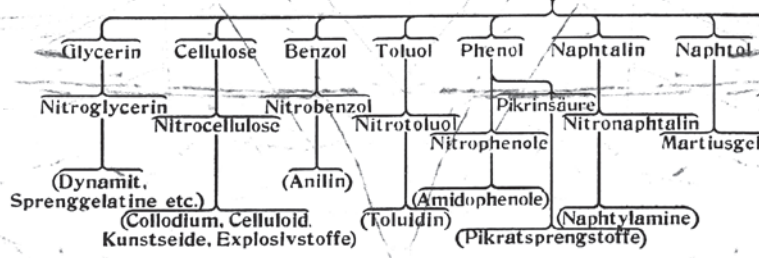 Glycerin Cellulose Benzol Toluol Phenol Naphtalin Naphtol
Nitroglycerin Nitrobenzol Pikrinsäure
Nitrocellulose Nitrotoluol Nitronaphtalin
Nitrophenole Martiusgel
(Dynamit, (Anilin)
Sprenggelatine etc.) (Amidophenole)
(Collodium, Celluloid, (Toluidin) (Naphtylamine)
Kunstseide, Explosivstoffe) (Pikratsprengstoffe)